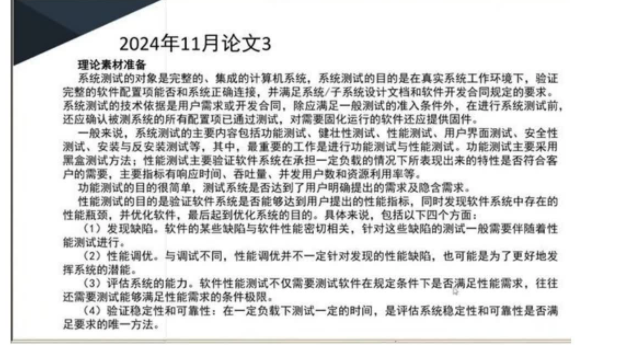 2024年11月论文3
理论素材准备
系统测试的对象是完整的、集成的计算机系统，系统测试的目的是在真实系统工作环境下，验证
完整的软件配置项能否和系统正确连接，并满足系统/子系统设计文档和软件开发合同规定的要求。
系统测试的技术依据是用户需求或开发合同，除应满足一般测试的准入条件外，在进行系统测试前，
还应确认被测系统的所有配置项已通过测试，对需要固化运行的软件还应提供固件。
一般来说，系统测试的主要内容包括功能测试、健壮性测试、性能测试、用户界面测试、安全性
测试、安装与反安装测试等，其中，最重要的工作是进行功能测试与性能测试。功能测试主要采用
黑盒测试方法；性能测试主要验证软件系统在承担一定负载的情况下所表现出来的特性是否符合客
户的需要，主要指标有响应时间、吞吐量、并发用户数和资源利用率等。
功能测试的目的很简单，测试系统是否达到了用户明确提出的需求及隐含需求。
性能测试的目的是验证软件系统是否能够达到用户提出的性能指标，同时发现软件系统中存在的
性能瓶颈，并优化软件，最后起到优化系统的目的。具体来说，包括以下四个方面：
（1）发现缺陷。软件的某些缺陷与软件性能密切相关，针对这些缺陷的测试一般需要伴随着性
能测试进行。
（2）性能调优。与调试不同，性能调优并不一定针对发现的性能缺陷，也可能是为了更好地发
挥系统的潜能。
（3）评估系统的能力。软件性能测试不仅需要测试软件在规定条件下是否满足性能需求，往往
还需要测试能够满足性能需求的条件极限。
（4）验证稳定性和可靠性：在一定负载下测试一定的时间，是评估系统稳定性和可靠性是否满
足要求的唯一方法。